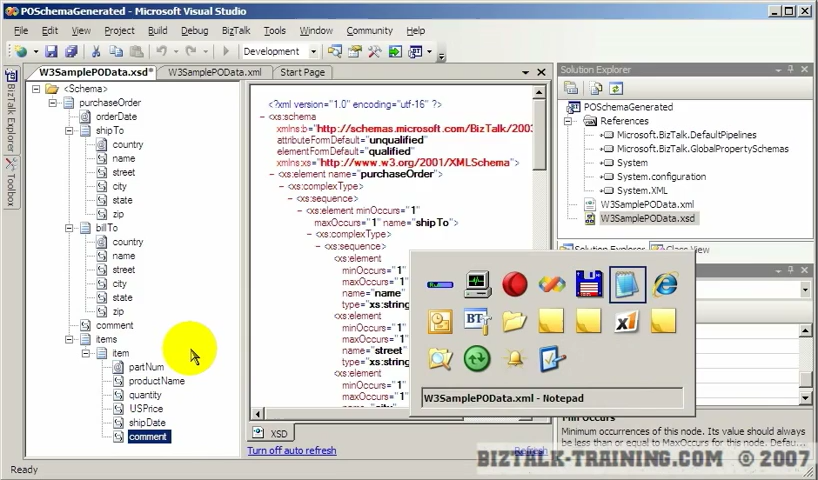 POSchemaGenerated - Microsoft Visual Studio
File Edit View Project Build Debug BizTalk Tools Window Community Help
Development
W3SamplePOData.xsd* W3SamplePOData.xml Start Page
Solution Explorer
BizTalk Explorer
Toolbox
<Schema>
purchaseOrder
orderDate
shipTo
country
name
street
city
state
zip
billTo
country
name
street
city
state
zip
comment
items
item
partNum
productName
quantity
USPrice
shipDate
comment
<?xml version="1.0" encoding="utf-16" ?>
- <xs:schema
xmlns:b="http://schemas.microsoft.com/BizTalk/2003
attributeFormDefault="unqualified"
elementFormDefault="qualified"
xmlns:xs="http://www.w3.org/2001/XMLSchema">
- <xs:element name="purchaseOrder">
- <xs:complexType>
- <xs:sequence>
- <xs:element minOccurs="1"
maxOccurs="1" name="shipTo">
- <xs:complexType>
- <xs:sequence>
<xs:element
minOccurs="1"
maxOccurs="1"
name="name"
type="xs:string
<xs:element
minOccurs="1"
maxOccurs="1"
name="street"
type="xs:string
<xs:element
minOccurs="1"
maxOccurs="1"
XSD
Turn off auto refresh
Refresh
POSchemaGenerated
References
Microsoft.BizTalk.DefaultPipelines
Microsoft.BizTalk.GlobalPropertySchemas
System
System.configuration
System.XML
W3SamplePOData.xml
W3SamplePOData.xsd
Solution Explorer Class View
W3SamplePOData.xml - Notepad
Min Occurs
Minimum occurrences of this node. Its value should always
be less than or equal to MaxOccurs for this node. Defau...
Ready
BIZTALK-TRAINING.COM © 2007